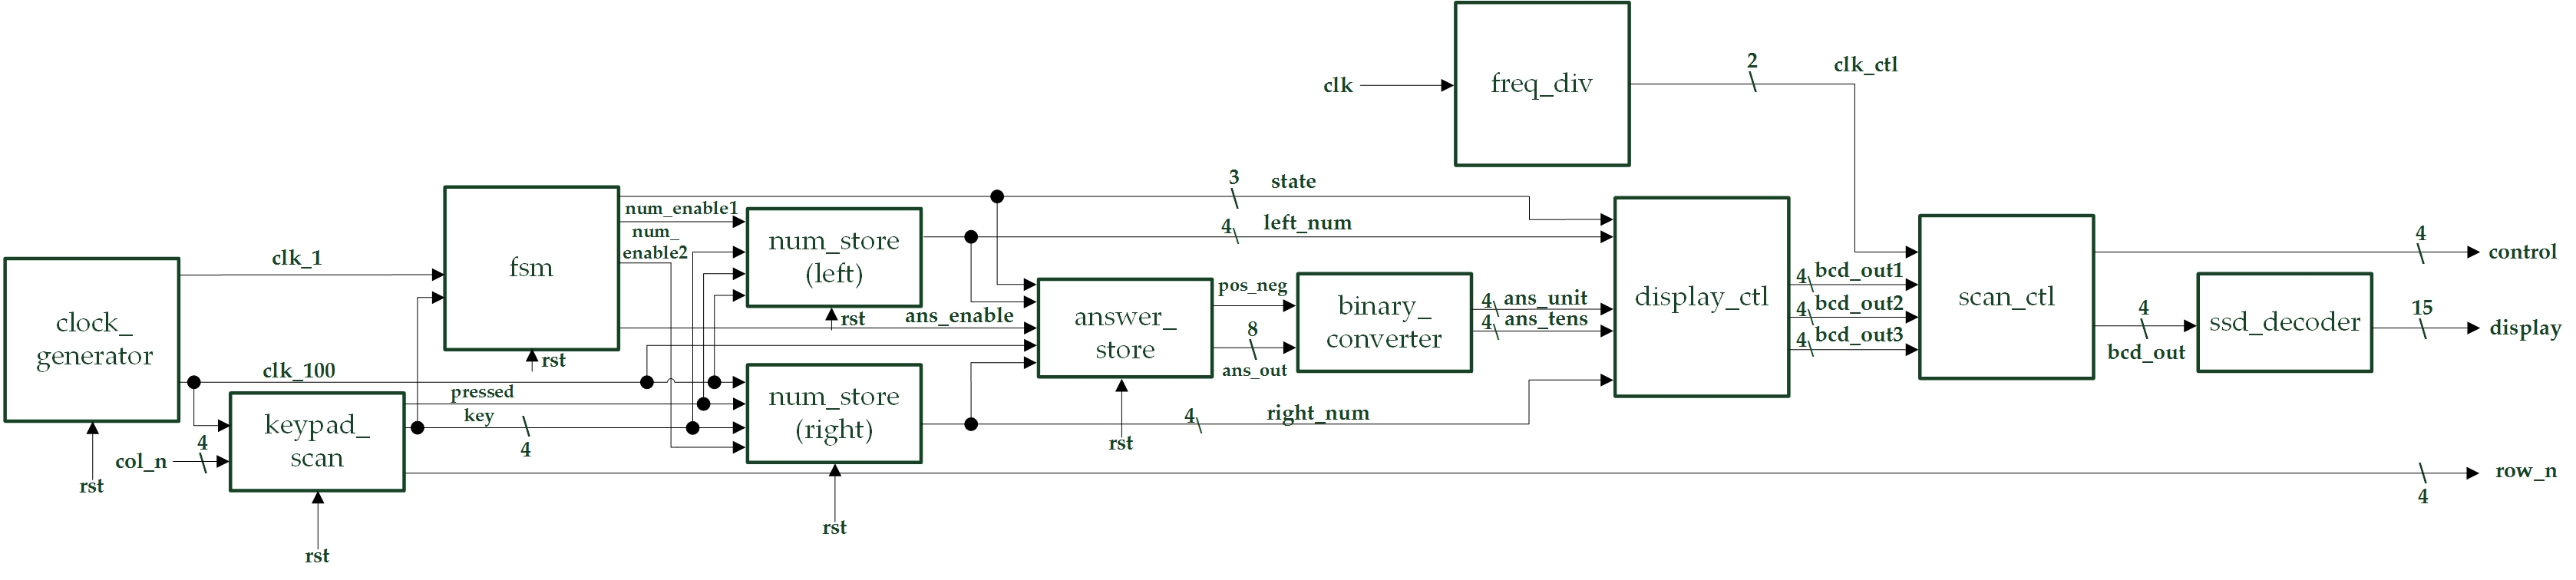 freq_div
clk
2
clk_ctl
3
state
num_enable1
num_
enable2
4
left_num
num_store
(left)
fsm
clk_1
clock_
generator
rst
ans_enable
rst
pos_neg
8
ans_out
answer_
store
binary_
converter
4
ans_unit
4
ans_tens
display_ctl
4
bcd_out1
4
bcd_out2
4
bcd_out3
scan_ctl
4
control
4
bcd_out
ssd_decoder
15
display
clk_100
pressed
key
4
keypad_
scan
4
col_n
rst
num_store
(right)
4
right_num
rst
row_n
4
rst
rst